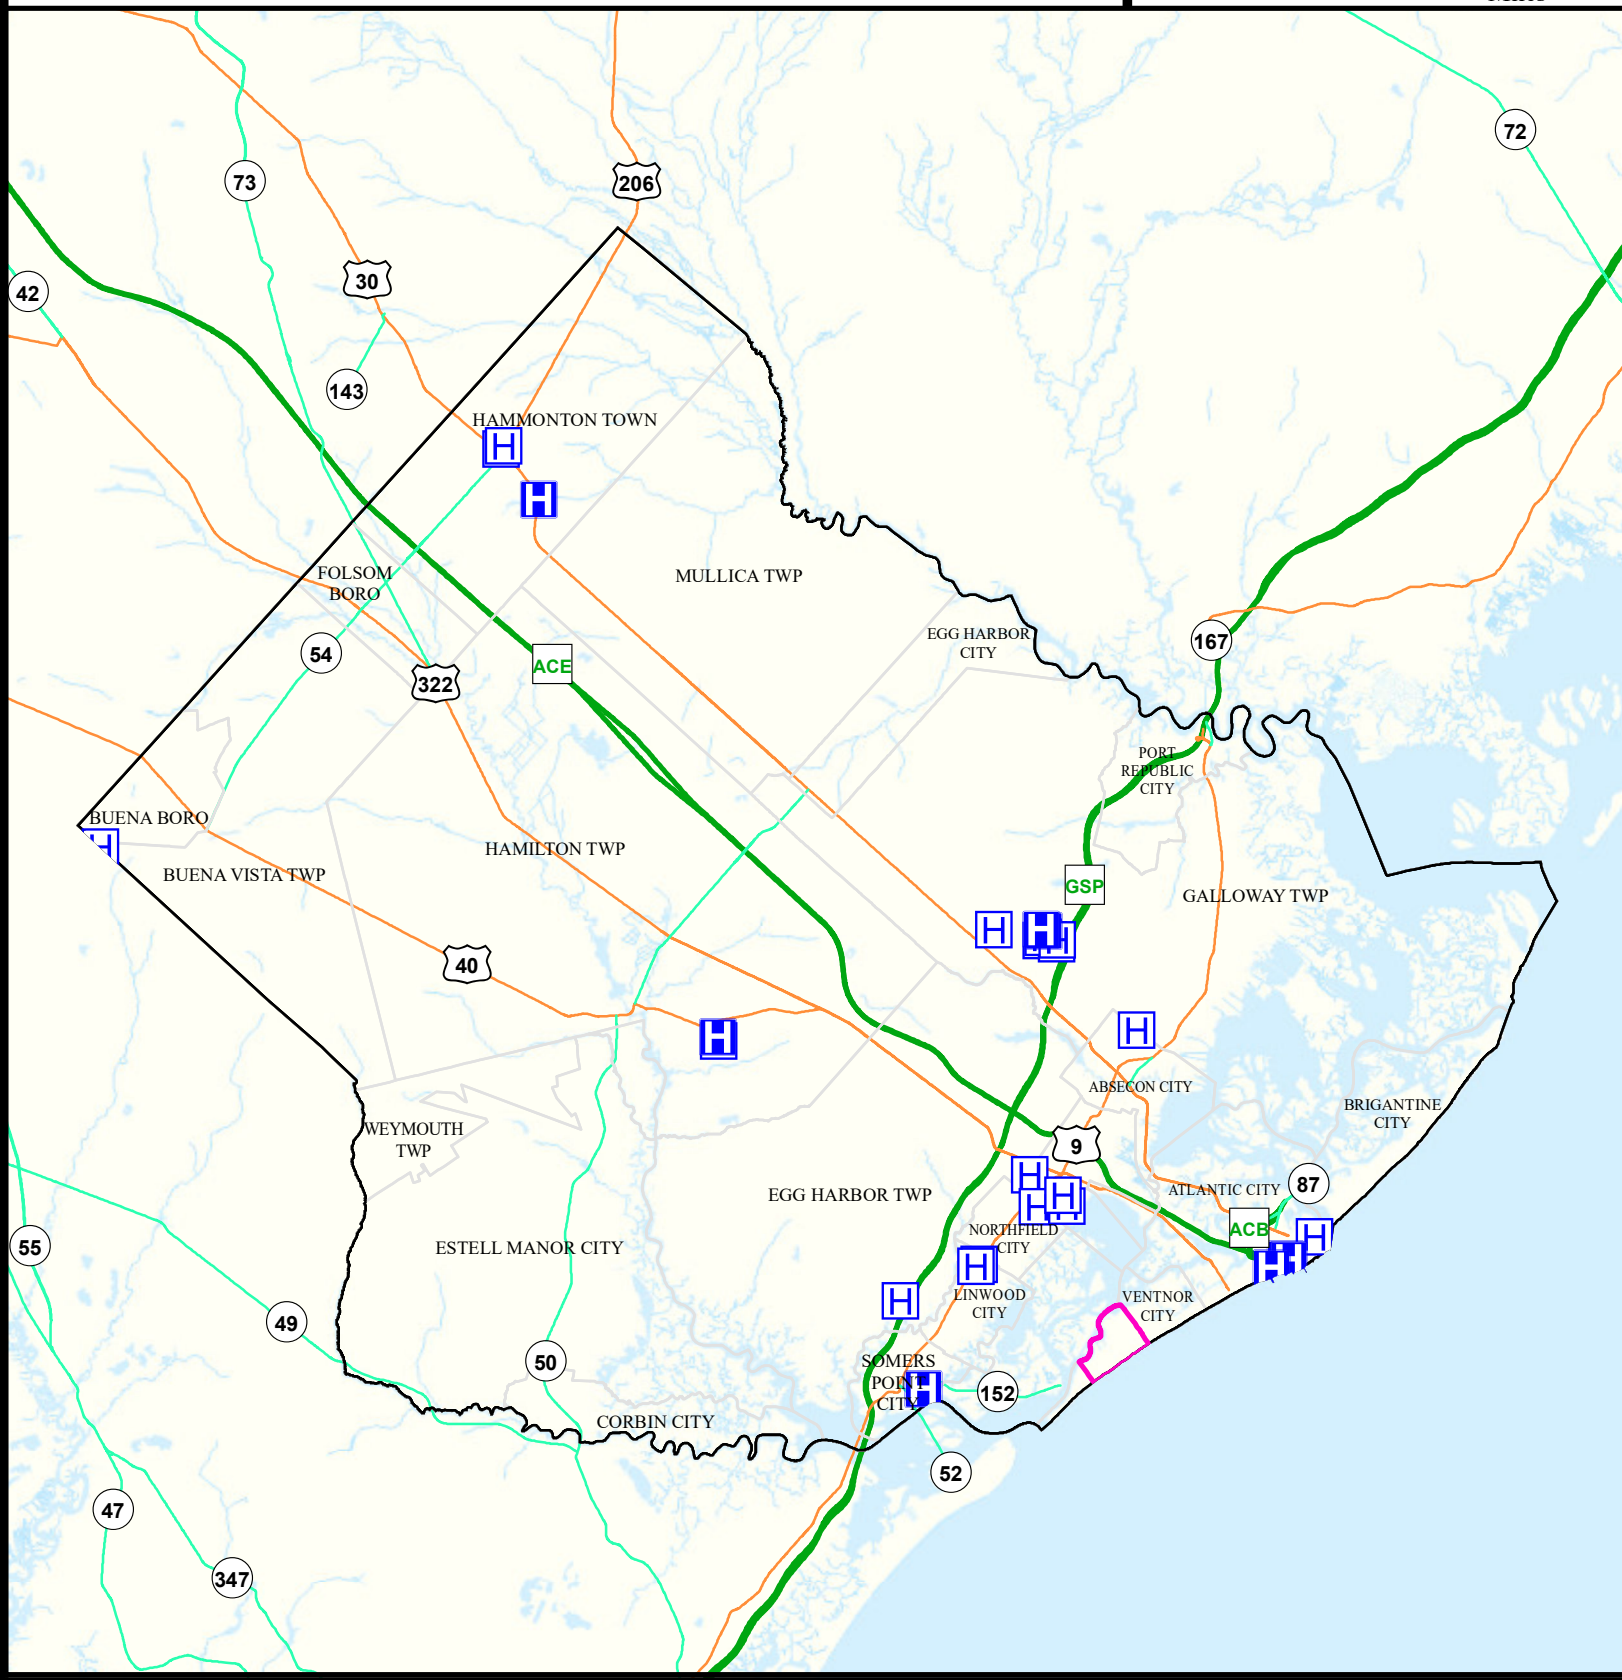 72
73
206
30
42
143
HAMMONTON TOWN
H
H
FOLSOM
BORO
MULLICA TWP
EGG HARBOR
CITY
167
54
ACE
322
PORT
REPUBLIC
CITY
BUENA BORO
H
HAMILTON TWP
BUENA VISTA TWP
GSP
GALLOWAY TWP
H
H
H
40
H
H
ABSECON CITY
BRIGANTINE
CITY
WEYMOUTH
TWP
9
H
EGG HARBOR TWP
H
H
ATLANTIC CITY
87
NORTHFIELD
CITY
ACB
H
55
ESTELL MANOR CITY
H
H
H
LINWOOD
CITY
VENTNOR
CITY
49
50
SOMERS
POINT
CITY
H
152
CORBIN CITY
52
47
347